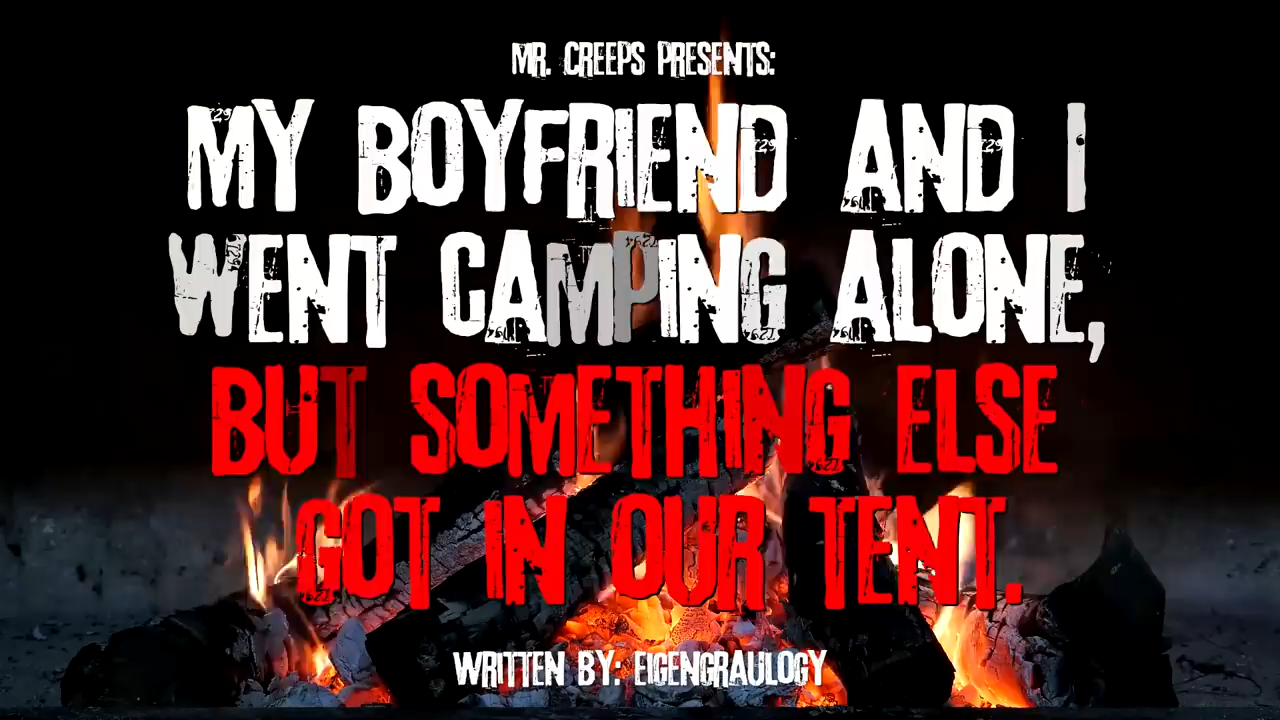 MR. CREEPS PRESENTS:
MY BOYFRIEND AND I
WENT CAMPING ALONE,
BUT SOMETHING ELSE
GOT IN OUR TENT.
WRITTEN BY: EIGENGRAULOGY